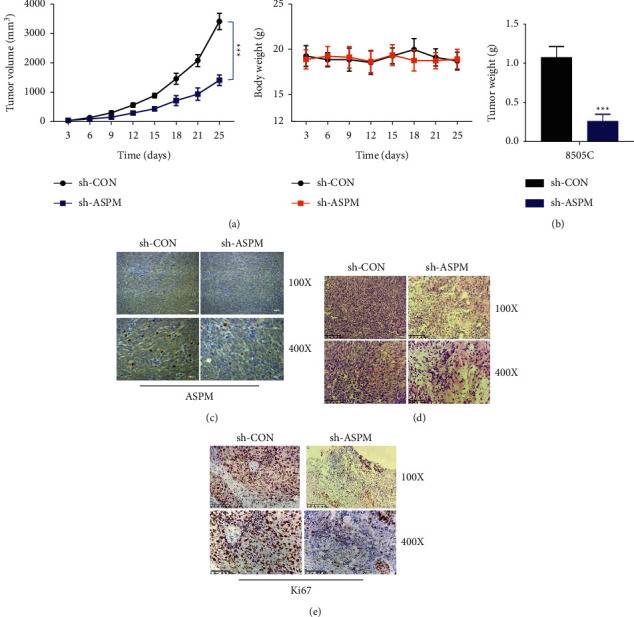 4000
3000
2000
1000
0
Tumor volume (mm³)
***
3 6 9 12 15 18 21 25
Time (days)
sh-CON
sh-ASPM
21
18
15
12
Body weight (g)
3 6 9 12 15 18 21 25
Time (days)
sh-CON
sh-ASPM
(a)
1.5
1.0
0.5
0.0
Tumor weight (g)
***
8505C
sh-CON
sh-ASPM
(b)
sh-CON sh-ASPM
100X
400X
ASPM
(c)
sh-CON sh-ASPM
100X
400X
(d)
sh-CON sh-ASPM
100X
400X
Ki67
(e)